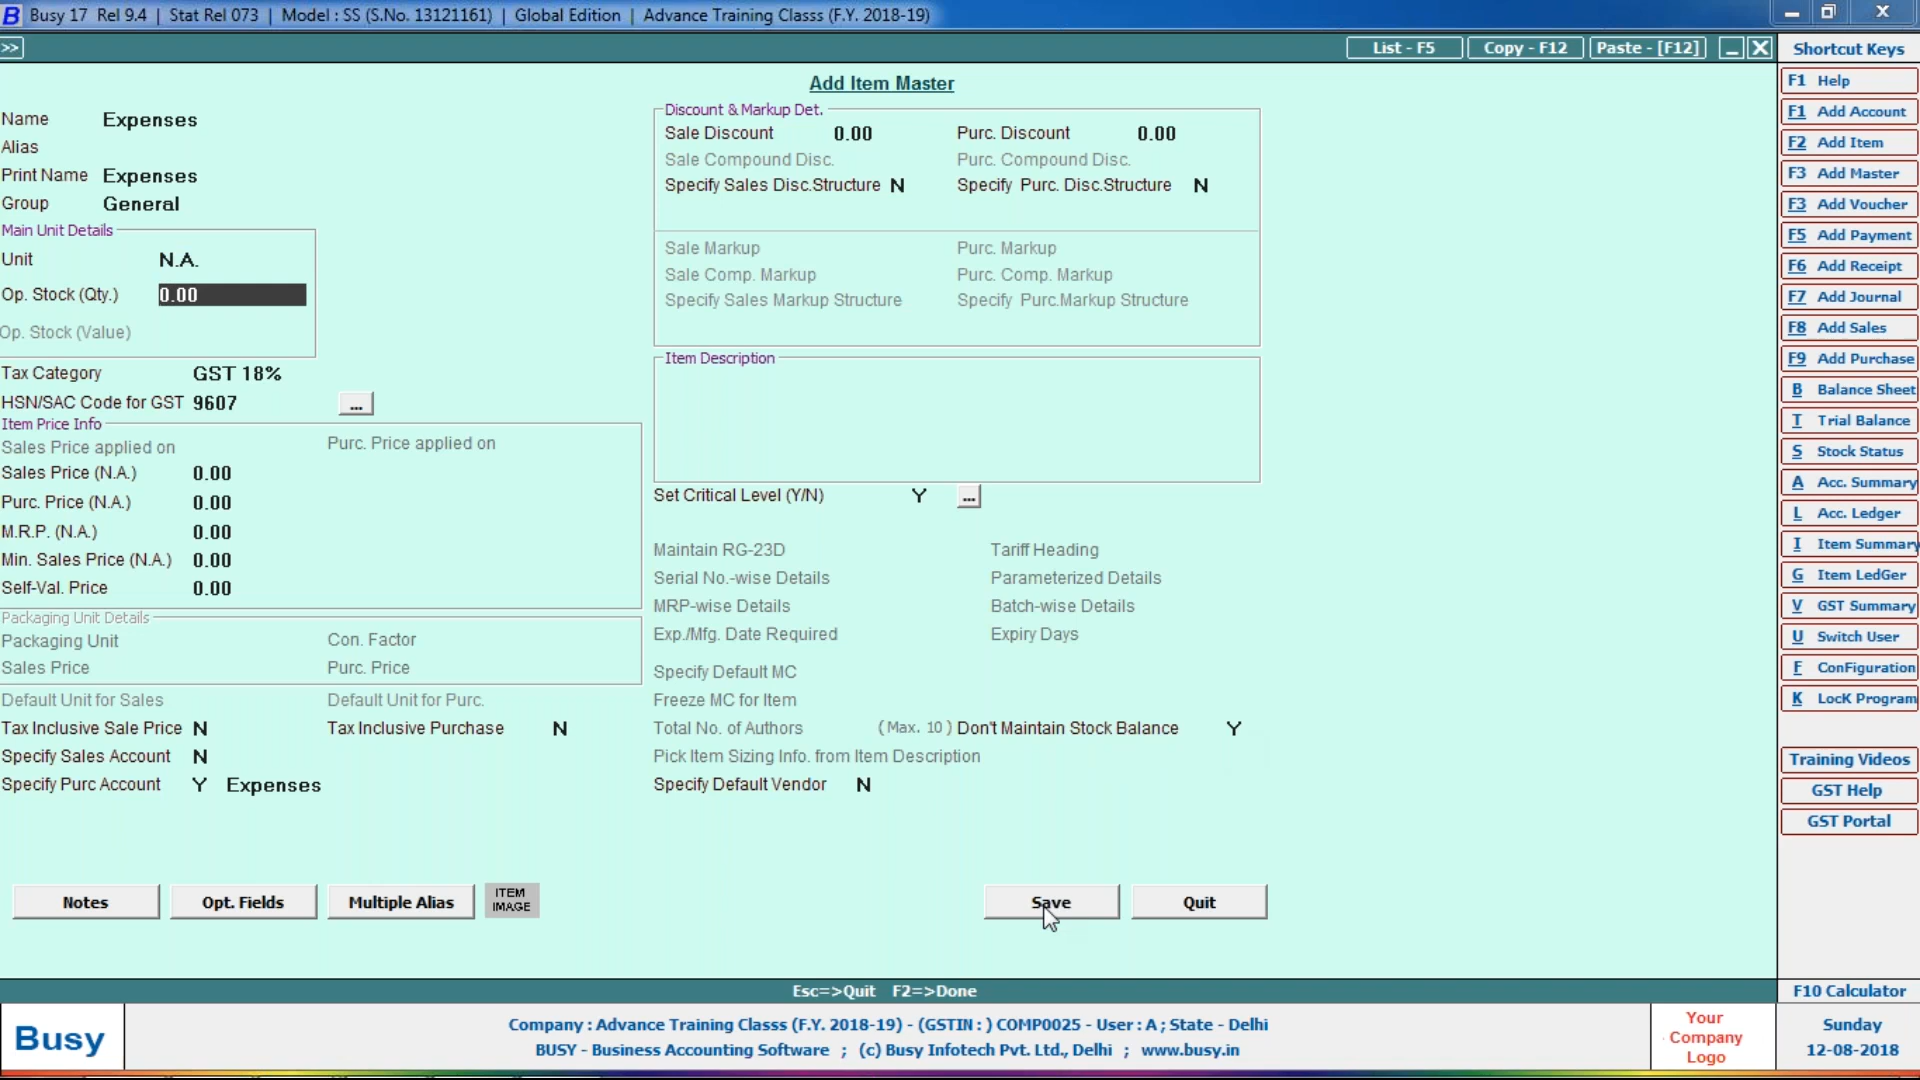 Busy 17 Rel 9.4 | Stat Rel 073 | Model : SS (S.No. 13121161) | Global Edition | Advance Training Classs (F.Y. 2018-19)
>> List - F5 Copy - F12 Paste - [F12] Shortcut Keys
Add Item Master
Name Expenses
Alias
Print Name Expenses
Group General
Main Unit Details
Unit N.A.
Op. Stock (Qty.) 0.00
Op. Stock (Value)
Tax Category GST 18%
HSN/SAC Code for GST 9607 ...
Item Price Info
Sales Price applied on Purc. Price applied on
Sales Price (N.A.) 0.00
Purc. Price (N.A.) 0.00
M.R.P. (N.A.) 0.00
Min. Sales Price (N.A.) 0.00
Self-Val. Price 0.00
Packaging Unit Details
Packaging Unit Con. Factor
Sales Price Purc. Price
Default Unit for Sales Default Unit for Purc.
Tax Inclusive Sale Price N Tax Inclusive Purchase N
Specify Sales Account N
Specify Purc Account Y Expenses
Discount & Markup Det.
Sale Discount 0.00 Purc. Discount 0.00
Sale Compound Disc. Purc. Compound Disc.
Specify Sales Disc.Structure N Specify Purc. Disc.Structure N
Sale Markup Purc. Markup
Sale Comp. Markup Purc. Comp. Markup
Specify Sales Markup Structure Specify Purc.Markup Structure
Item Description
Set Critical Level (Y/N) Y ...
Maintain RG-23D Tariff Heading
Serial No.-wise Details Parameterized Details
MRP-wise Details Batch-wise Details
Exp./Mfg. Date Required Expiry Days
Specify Default MC
Freeze MC for Item
Total No. of Authors (Max. 10) Don't Maintain Stock Balance Y
Pick Item Sizing Info. from Item Description
Specify Default Vendor N
Notes Opt. Fields Multiple Alias ITEM IMAGE Save Quit
F1 Help
F1 Add Account
F2 Add Item
F3 Add Master
F3 Add Voucher
F5 Add Payment
F6 Add Receipt
F7 Add Journal
F8 Add Sales
F9 Add Purchase
B Balance Sheet
T Trial Balance
S Stock Status
A Acc. Summary
L Acc. Ledger
I Item Summary
G Item LedGer
V GST Summary
U Switch User
F ConFiguration
K LocK Program
Training Videos
GST Help
GST Portal
Esc=>Quit F2=>Done F10 Calculator
Busy
Company : Advance Training Classs (F.Y. 2018-19) - (GSTIN : ) COMP0025 - User : A ; State - Delhi
BUSY - Business Accounting Software ; (c) Busy Infotech Pvt. Ltd., Delhi ; www.busy.in
Your
Company
Logo
Sunday
12-08-2018